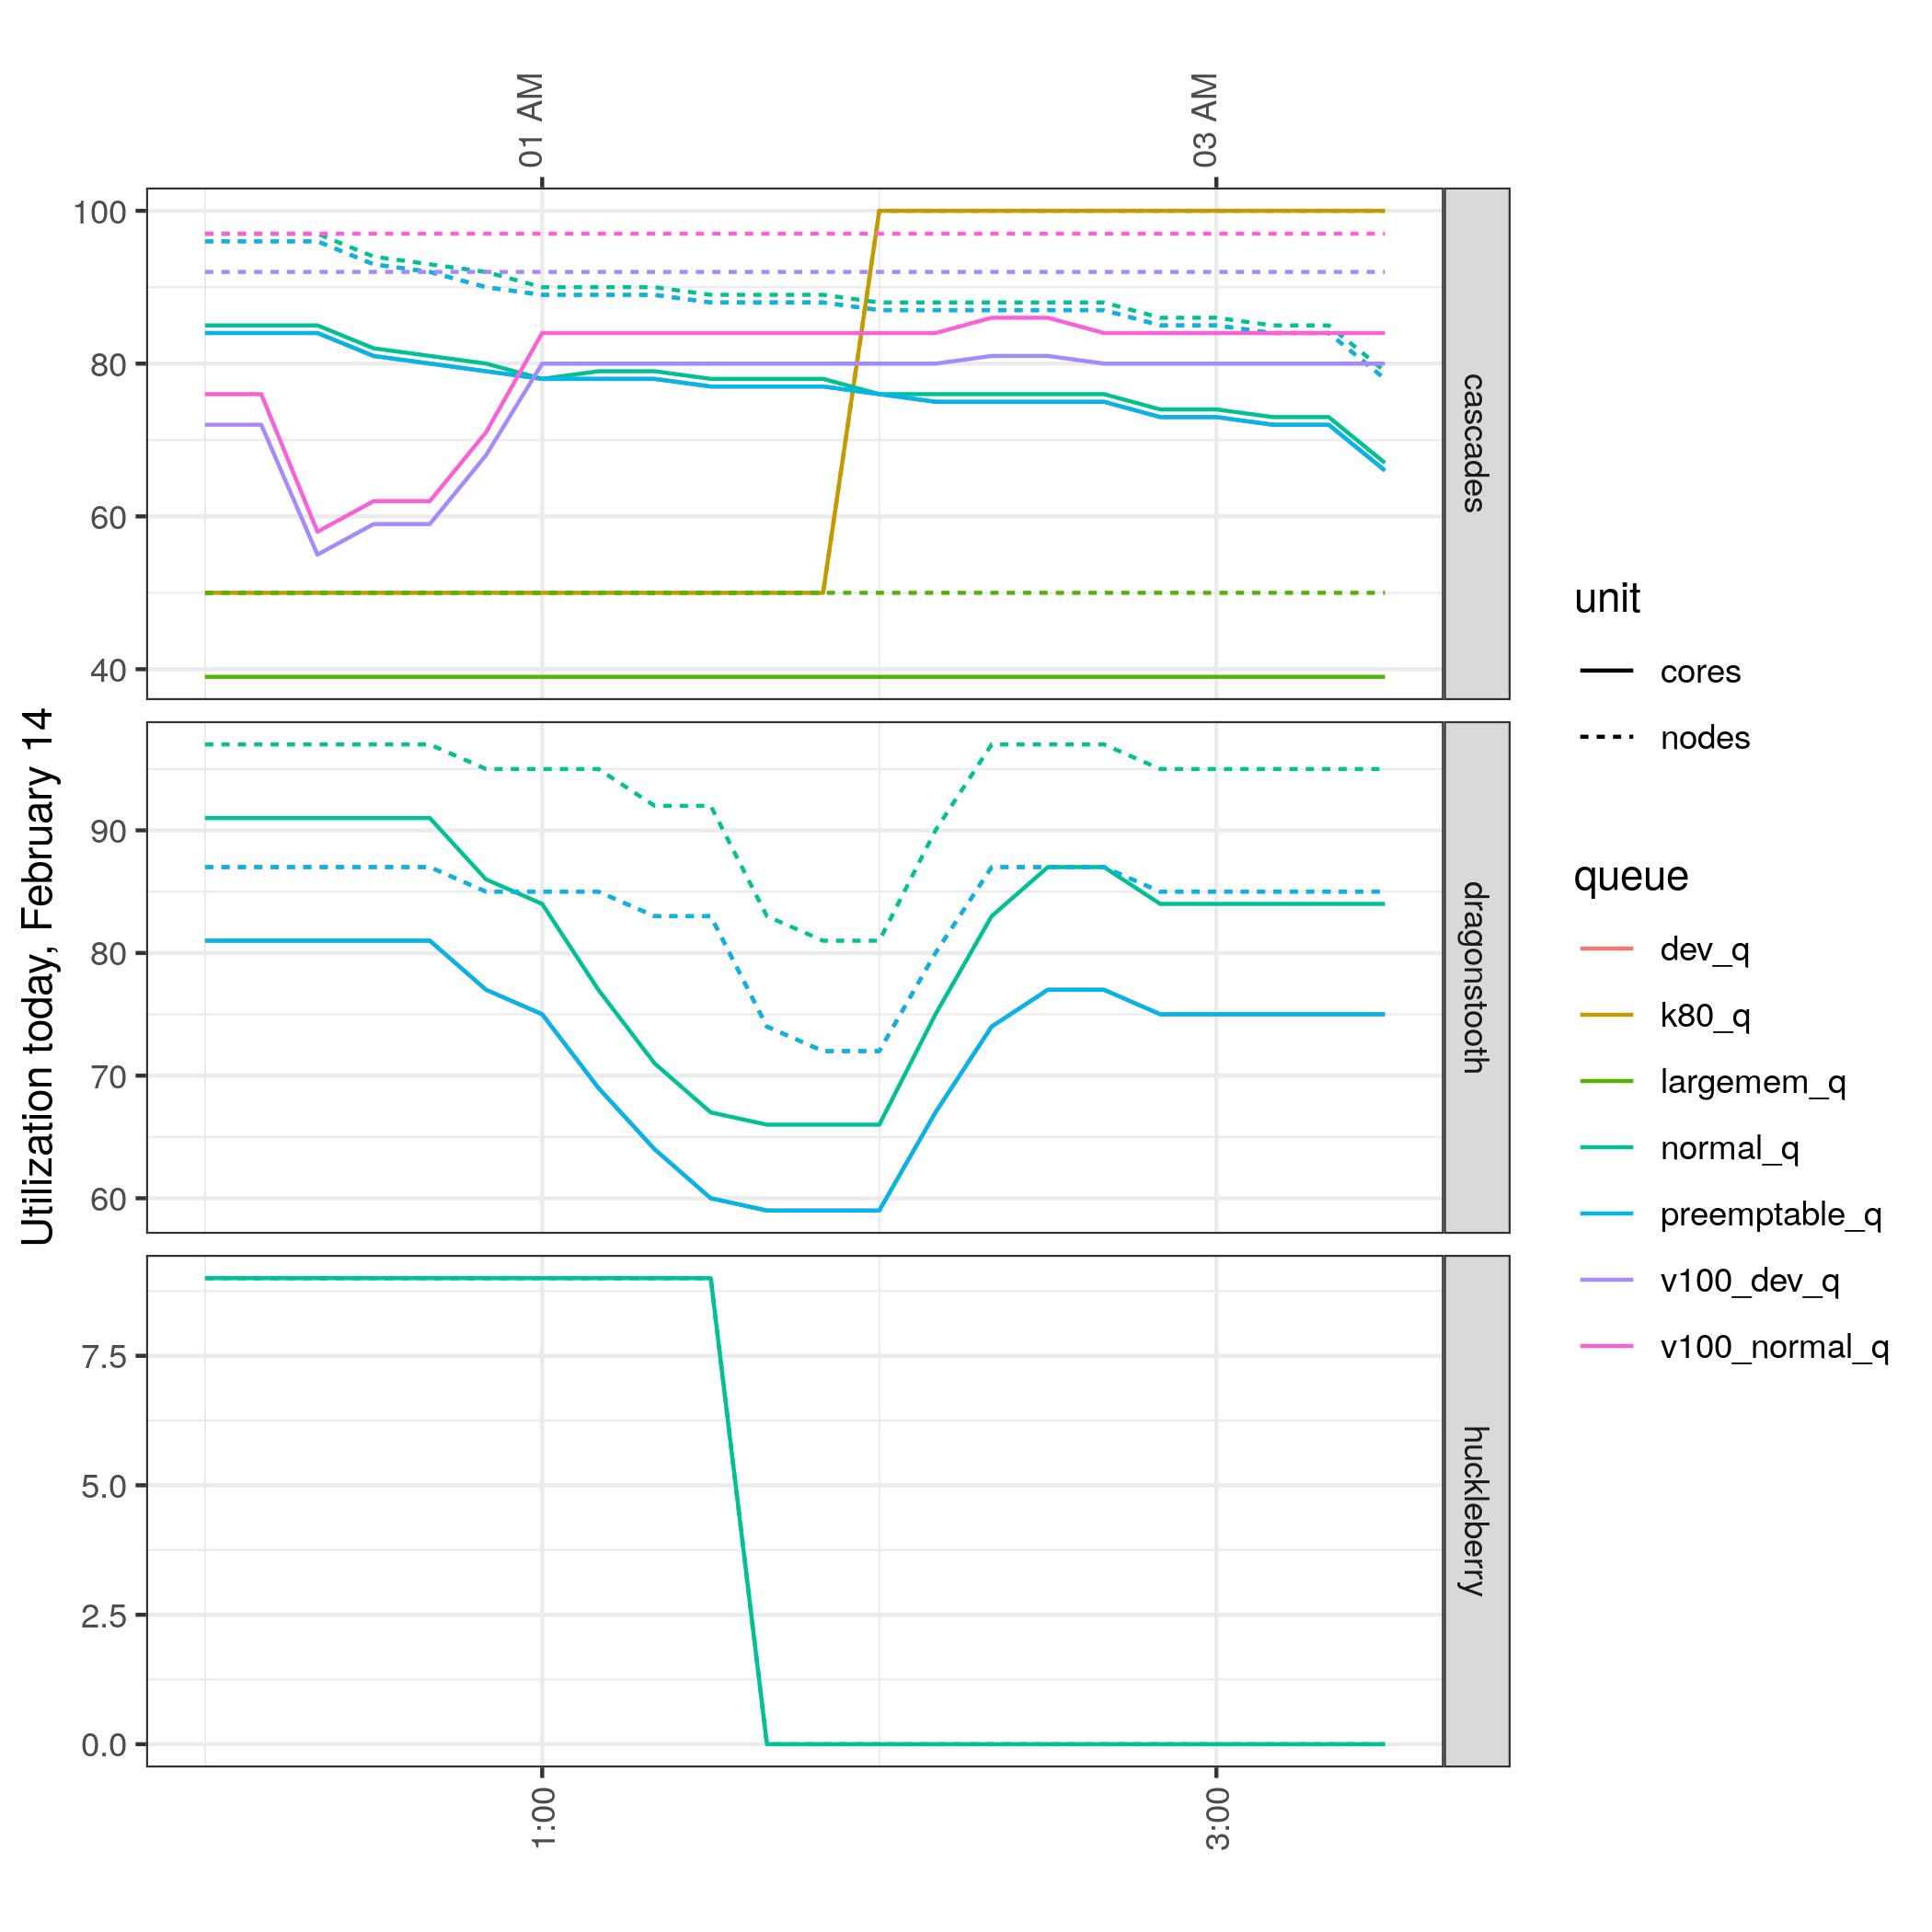 01 AM
03 AM
100
80
60
40
cascades
90
80
70
60
dragonstooth
7.5
5.0
2.5
0.0
huckleberry
1:00
3:00
Utilization today, February 14
unit
cores
nodes
queue
dev_q
k80_q
largemem_q
normal_q
preemptable_q
v100_dev_q
v100_normal_q